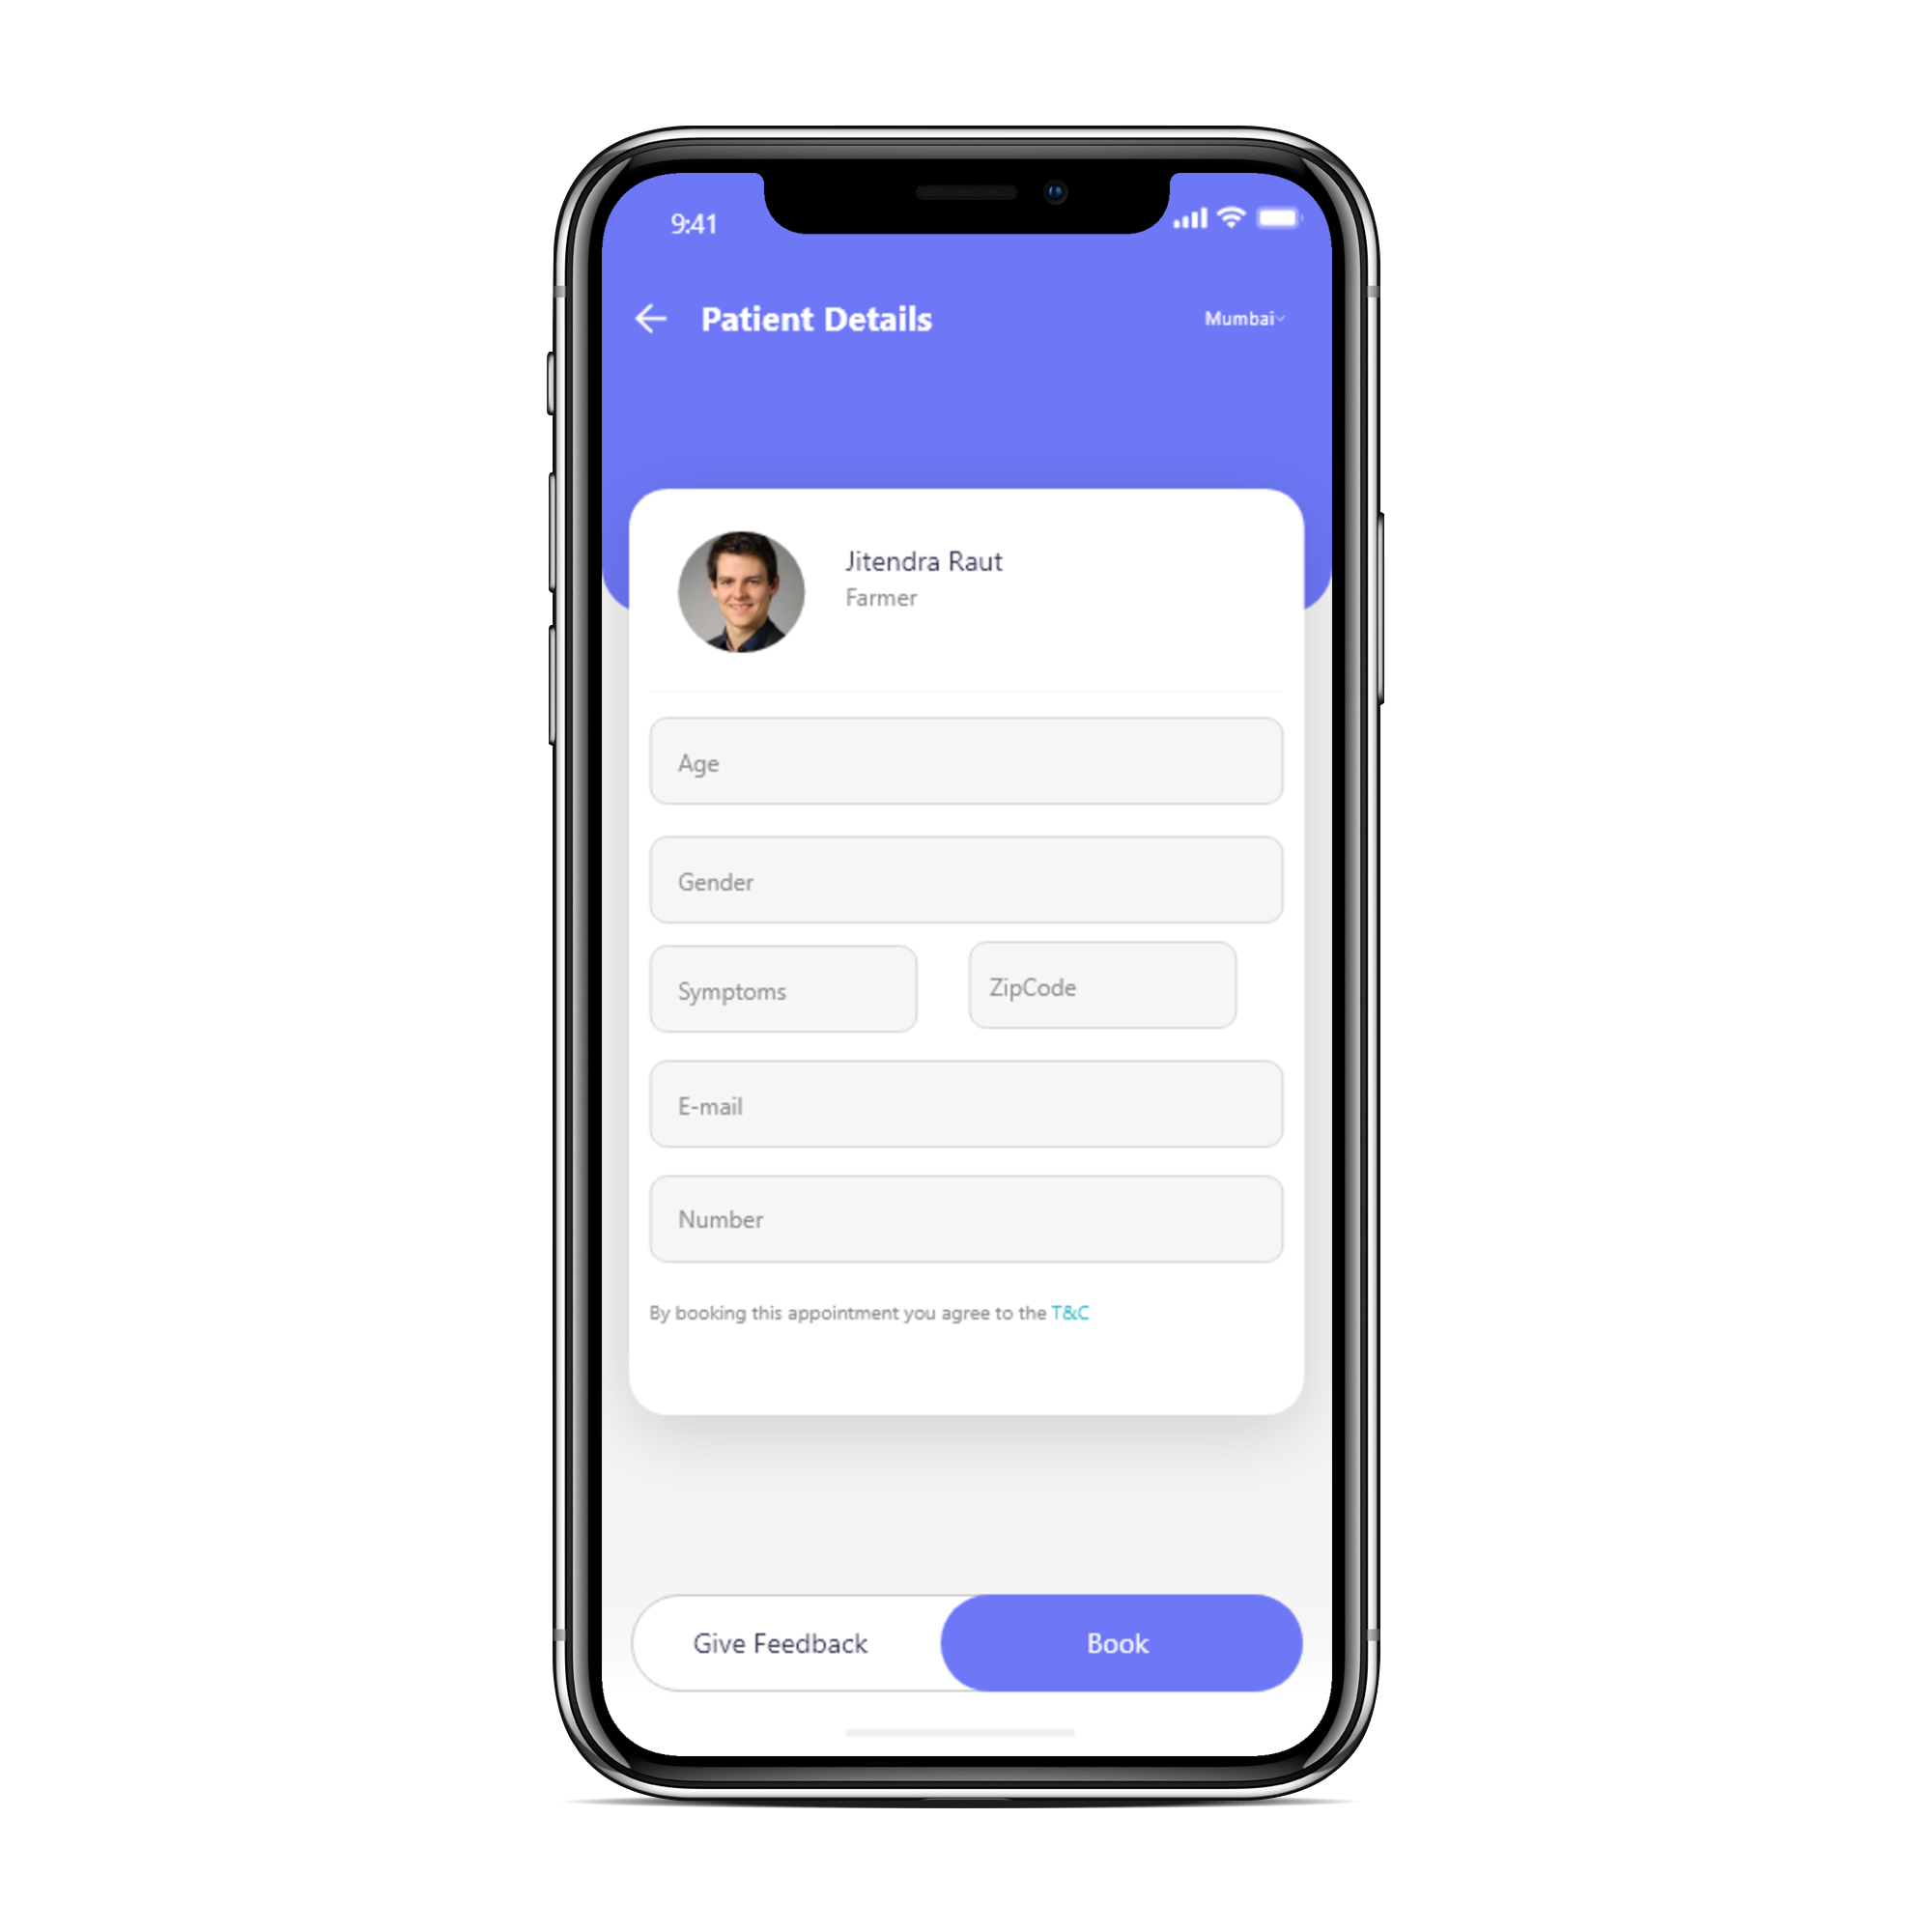 9:41
Patient Details
Mumbai
Jitendra Raut
Farmer
Age
Gender
Symptoms
ZipCode
E-mail
Number
By booking this appointment you agree to the T&C
Give Feedback
Book